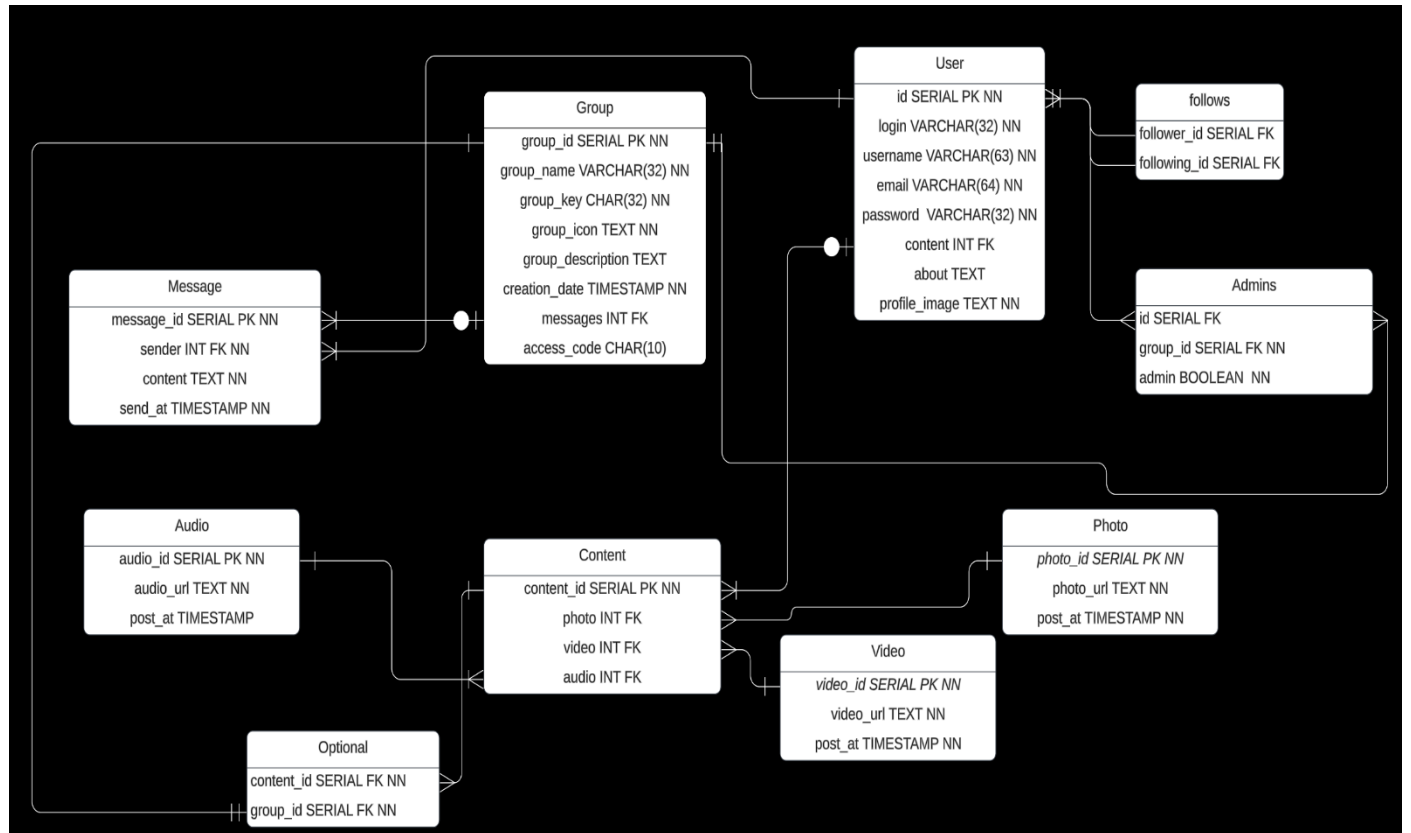 User
id SERIAL PK NN
login VARCHAR(32) NN
username VARCHAR(63) NN
email VARCHAR(64) NN
password VARCHAR(32) NN
content INT FK
about TEXT
profile_image TEXT NN
follows
follower_id SERIAL FK
following_id SERIAL FK
Group
group_id SERIAL PK NN
group_name VARCHAR(32) NN
group_key CHAR(32) NN
group_icon TEXT NN
group_description TEXT
creation_date TIMESTAMP NN
messages INT FK
access_code CHAR(10)
Message
message_id SERIAL PK NN
sender INT FK NN
content TEXT NN
send_at TIMESTAMP NN
Admins
id SERIAL FK
group_id SERIAL FK NN
admin BOOLEAN NN
Audio
audio_id SERIAL PK NN
audio_url TEXT NN
post_at TIMESTAMP
Content
content_id SERIAL PK NN
photo INT FK
video INT FK
audio INT FK
Photo
photo_id SERIAL PK NN
photo_url TEXT NN
post_at TIMESTAMP NN
Video
video_id SERIAL PK NN
video_url TEXT NN
post_at TIMESTAMP NN
Optional
content_id SERIAL FK NN
group_id SERIAL FK NN